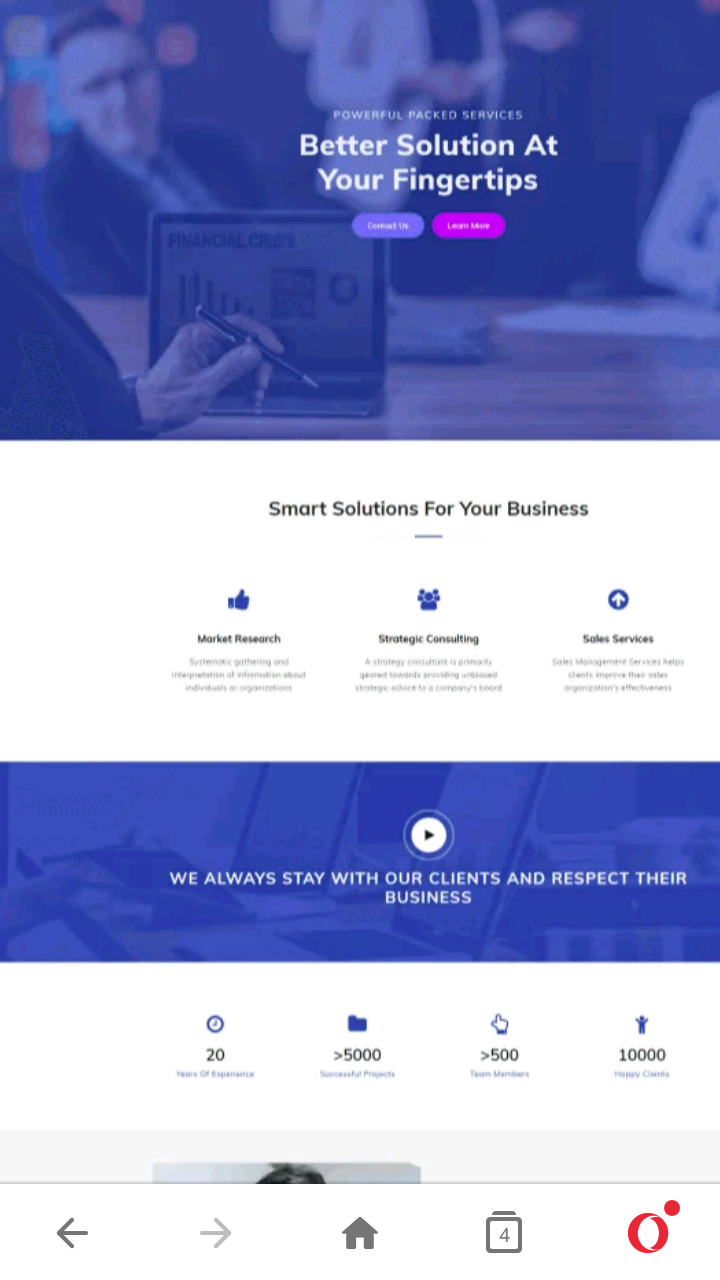 POWERFUL PACKED SERVICES
Better Solution At
Your Fingertips
Contact Us
Learn More
FINANCIAL CRISIS
Smart Solutions For Your Business
Market Research
Strategic Consulting
Sales Services
Systematic gathering and
interpretation of information about
individuals or organizations
A strategy consultant is primarily
geared towards providing unbiased
strategic advice to a company's board
Sales Management Services helps
clients improve their sales
organization's effectiveness
WE ALWAYS STAY WITH OUR CLIENTS AND RESPECT THEIR
BUSINESS
20
Years Of Experience
>5000
Successful Projects
>500
Team Members
10000
Happy Clients
4